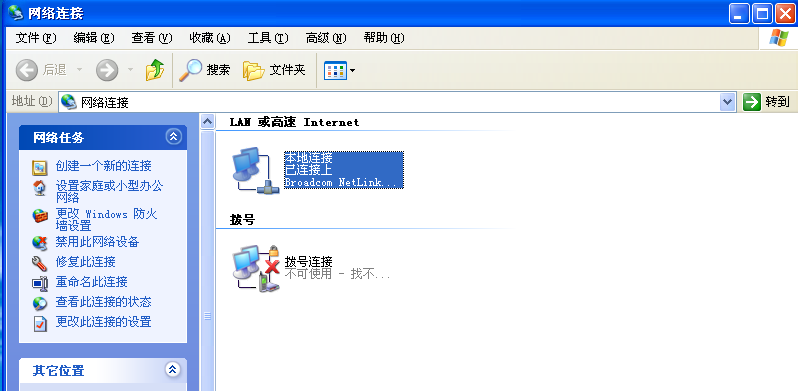 网络连接
文件(F) 编辑(E) 查看(V) 收藏(A) 工具(T) 高级(N) 帮助(H)
后退 搜索 文件夹
地址(D) 网络连接 转到
网络任务
创建一个新的连接
设置家庭或小型办公
网络
更改 Windows 防火
墙设置
禁用此网络设备
修复此连接
重命名此连接
查看此连接的状态
更改此连接的设置
其它位置
LAN 或高速 Internet
本地连接
已连接上
Broadcom NetLink...
拨号
拨号连接
不可使用 - 找不...